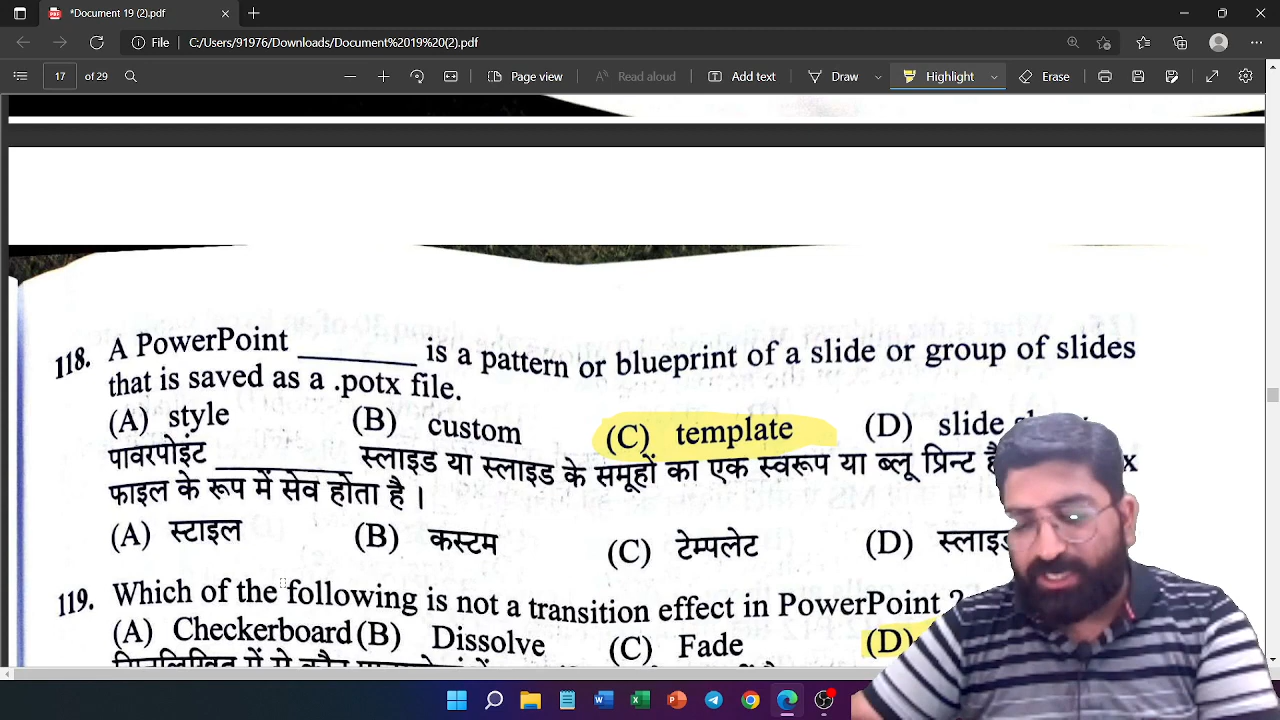 *Document 19 (2).pdf
File C:/Users/91976/Downloads/Document%2019%20(2).pdf
17 of 29 Page view Read aloud Add text Draw Highlight Erase
118. A PowerPoint ________ is a pattern or blueprint of a slide or group of slides
that is saved as a .potx file.
(A) style (B) custom (C) template (D) slide
पावरपोइंट ________ स्लाइड या स्लाइड के समूहों का एक स्वरूप या ब्लू प्रिन्ट
फाइल के रूप में सेव होता है ।
(A) स्टाइल (B) कस्टम (C) टेम्पलेट (D) स्लाइड
119. Which of the following is not a transition effect in PowerPoint
(A) Checkerboard (B) Dissolve (C) Fade (D)